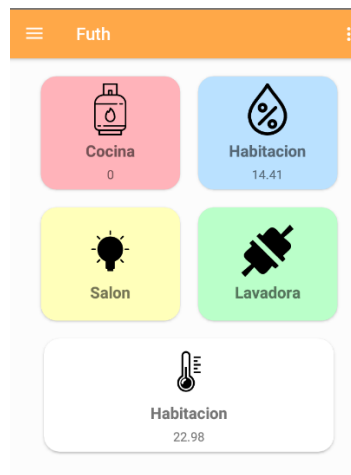 Futh
Cocina
0
Habitacion
14.41
Salon
Lavadora
Habitacion
22.98